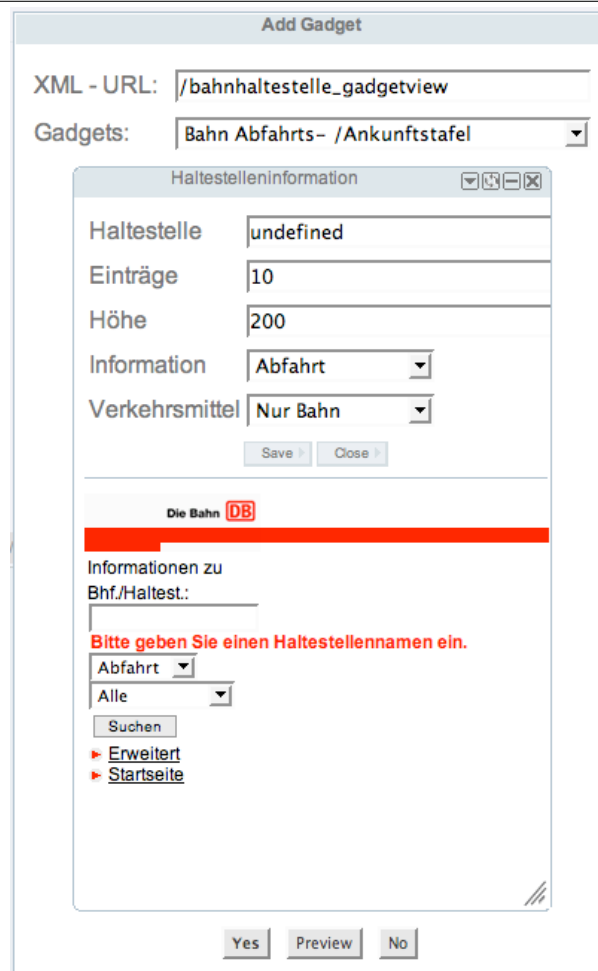 Add Gadget
XML - URL: /bahnhaltestelle_gadgetview
Gadgets: Bahn Abfahrts- /Ankunftstafel
Haltestelleninformation
Haltestelle undefined
Einträge 10
Höhe 200
Information Abfahrt
Verkehrsmittel Nur Bahn
Save Close
Die Bahn DB
Informationen zu
Bhf./Haltest.:
Bitte geben Sie einen Haltestellennamen ein.
Abfahrt
Alle
Suchen
Erweitert
Startseite
Yes Preview No